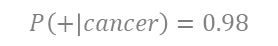 P(+|cancer) = 0.98